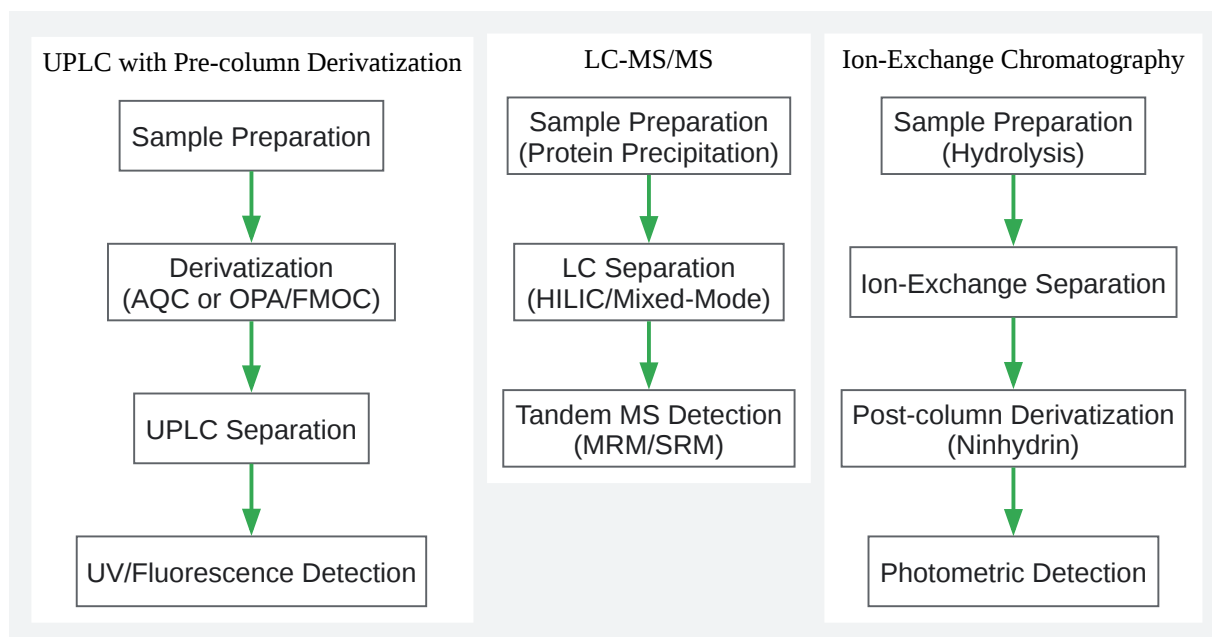 UPLC with Pre-column Derivatization
Sample Preparation
Derivatization
(AQC or OPA/FMOC)
UPLC Separation
UV/Fluorescence Detection
LC-MS/MS
Sample Preparation
(Protein Precipitation)
LC Separation
(HILIC/Mixed-Mode)
Tandem MS Detection
(MRM/SRM)
Ion-Exchange Chromatography
Sample Preparation
(Hydrolysis)
Ion-Exchange Separation
Post-column Derivatization
(Ninhydrin)
Photometric Detection